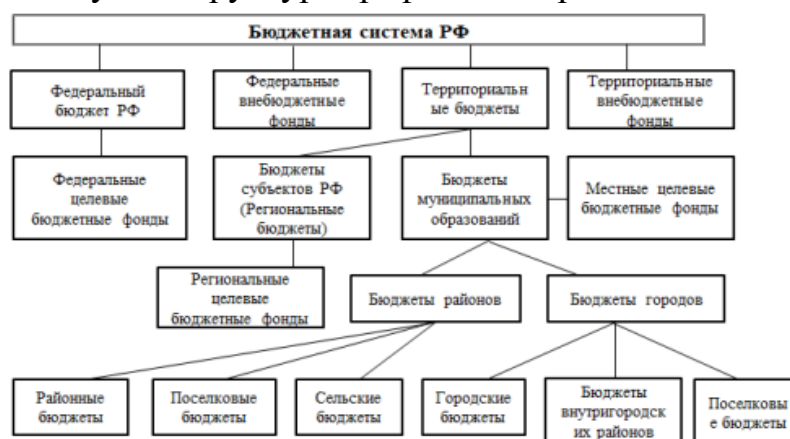 Бюджетная система РФ
Федеральный
бюджет РФ
Федеральные
внебюджетные
фонды
Территориальн
ые бюджеты
Территориальные
внебюджетные
фонды
Федеральные
целевые
бюджетные фонды
Бюджеты
субъектов РФ
(Региональные
бюджеты)
Бюджеты
муниципальных
образований
Местные целевые
бюджетные фонды
Региональные
целевые
бюджетные фонды
Бюджеты районов
Бюджеты городов
Районные
бюджеты
Поселковые
бюджеты
Сельские
бюджеты
Городские
бюджеты
Бюджеты
внутригородск
их районов
Поселковы
е бюджеты